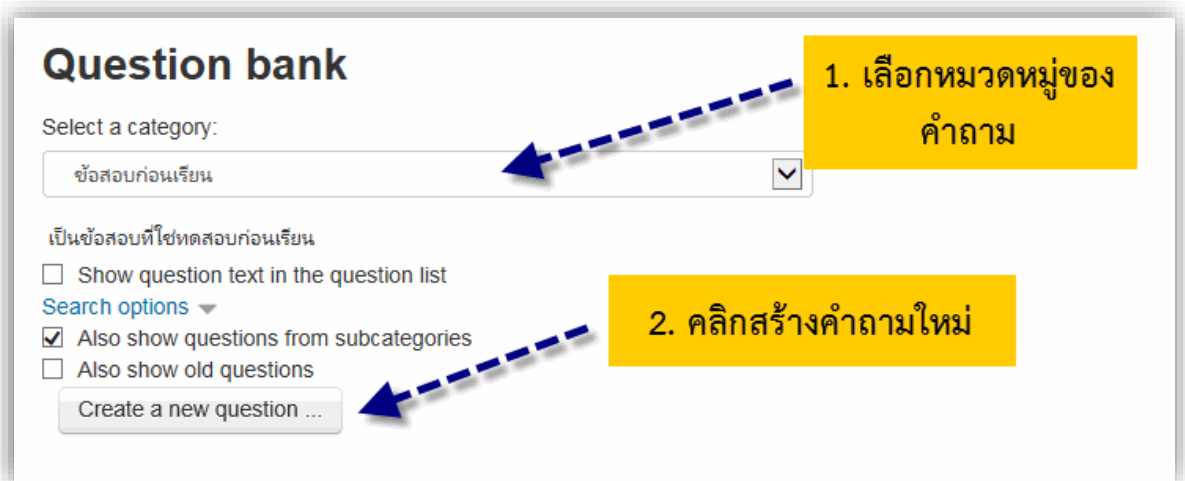 Question bank
1. เลือกหมวดหมู่ของ
คำถาม
Select a category:
ข้อสอบก่อนเรียน
เป็นข้อสอบที่ใช้ทดสอบก่อนเรียน
Show question text in the question list
Search options
2. คลิกสร้างคำถามใหม่
Also show questions from subcategories
Also show old questions
Create a new question ...